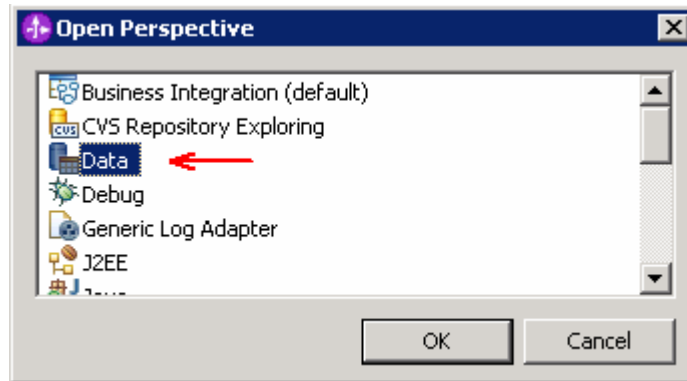 Open Perspective
Business Integration (default)
CVS Repository Exploring
Data
Debug
Generic Log Adapter
J2EE
OK Cancel